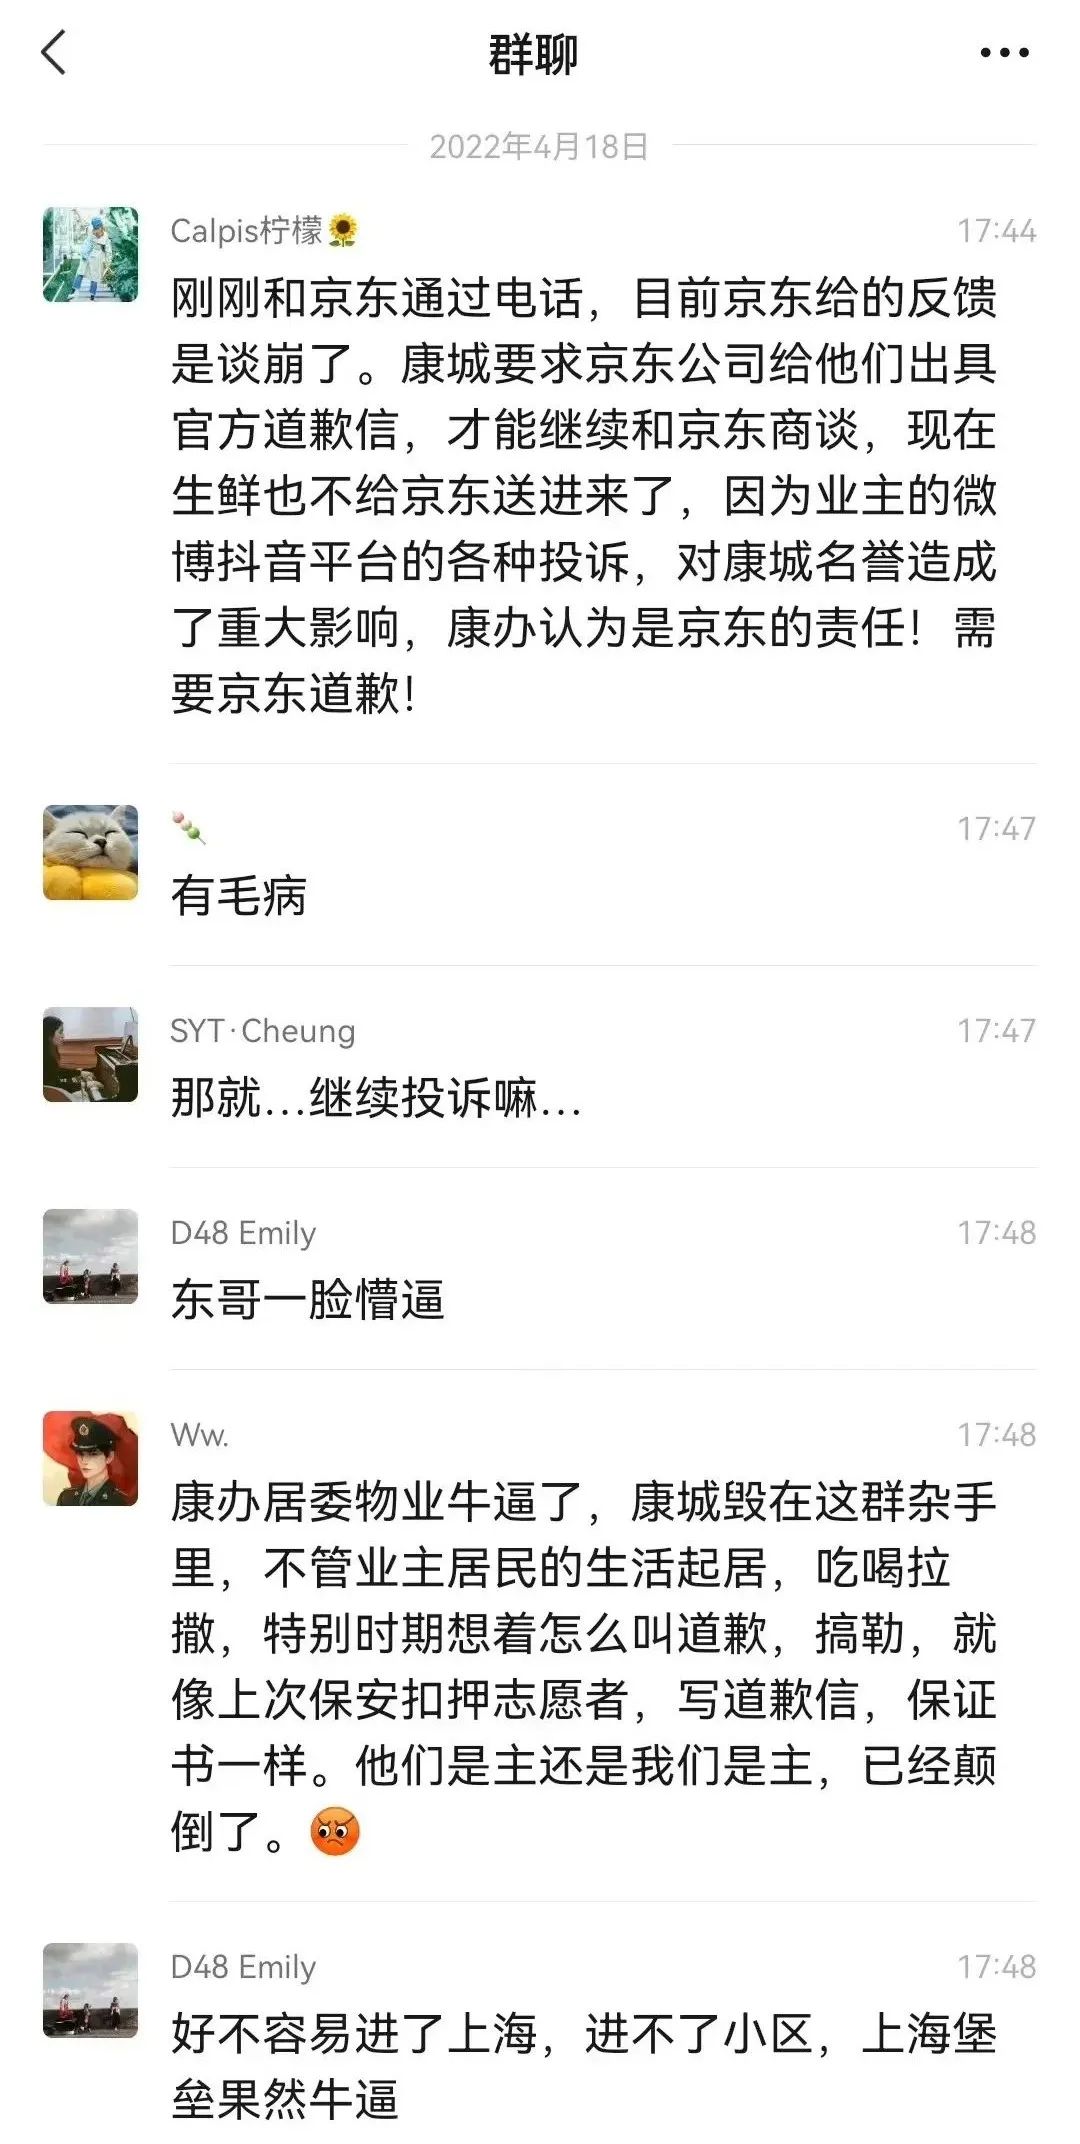 群聊
2022年4月18日
Calpis柠檬🌻 17:44
刚刚和京东通过电话，目前京东给的反馈
是谈崩了。康城要求京东公司给他们出具
官方道歉信，才能继续和京东商谈，现在
生鲜也不给京东送进来了，因为业主的微
博抖音平台的各种投诉，对康城名誉造成
了重大影响，康办认为是京东的责任！需
要京东道歉！
🍡 17:47
有毛病
SYT·Cheung 17:47
那就...继续投诉嘛...
D48 Emily 17:48
东哥一脸懵逼
Ww. 17:48
康办居委物业牛逼了，康城毁在这群杂手
里，不管业主居民的生活起居，吃喝拉
撒，特别时期想着怎么叫道歉，搞勒，就
像上次保安扣押志愿者，写道歉信，保证
书一样。他们是主还是我们是主，已经颠
倒了。😡
D48 Emily 17:48
好不容易进了上海，进不了小区，上海堡
垒果然牛逼